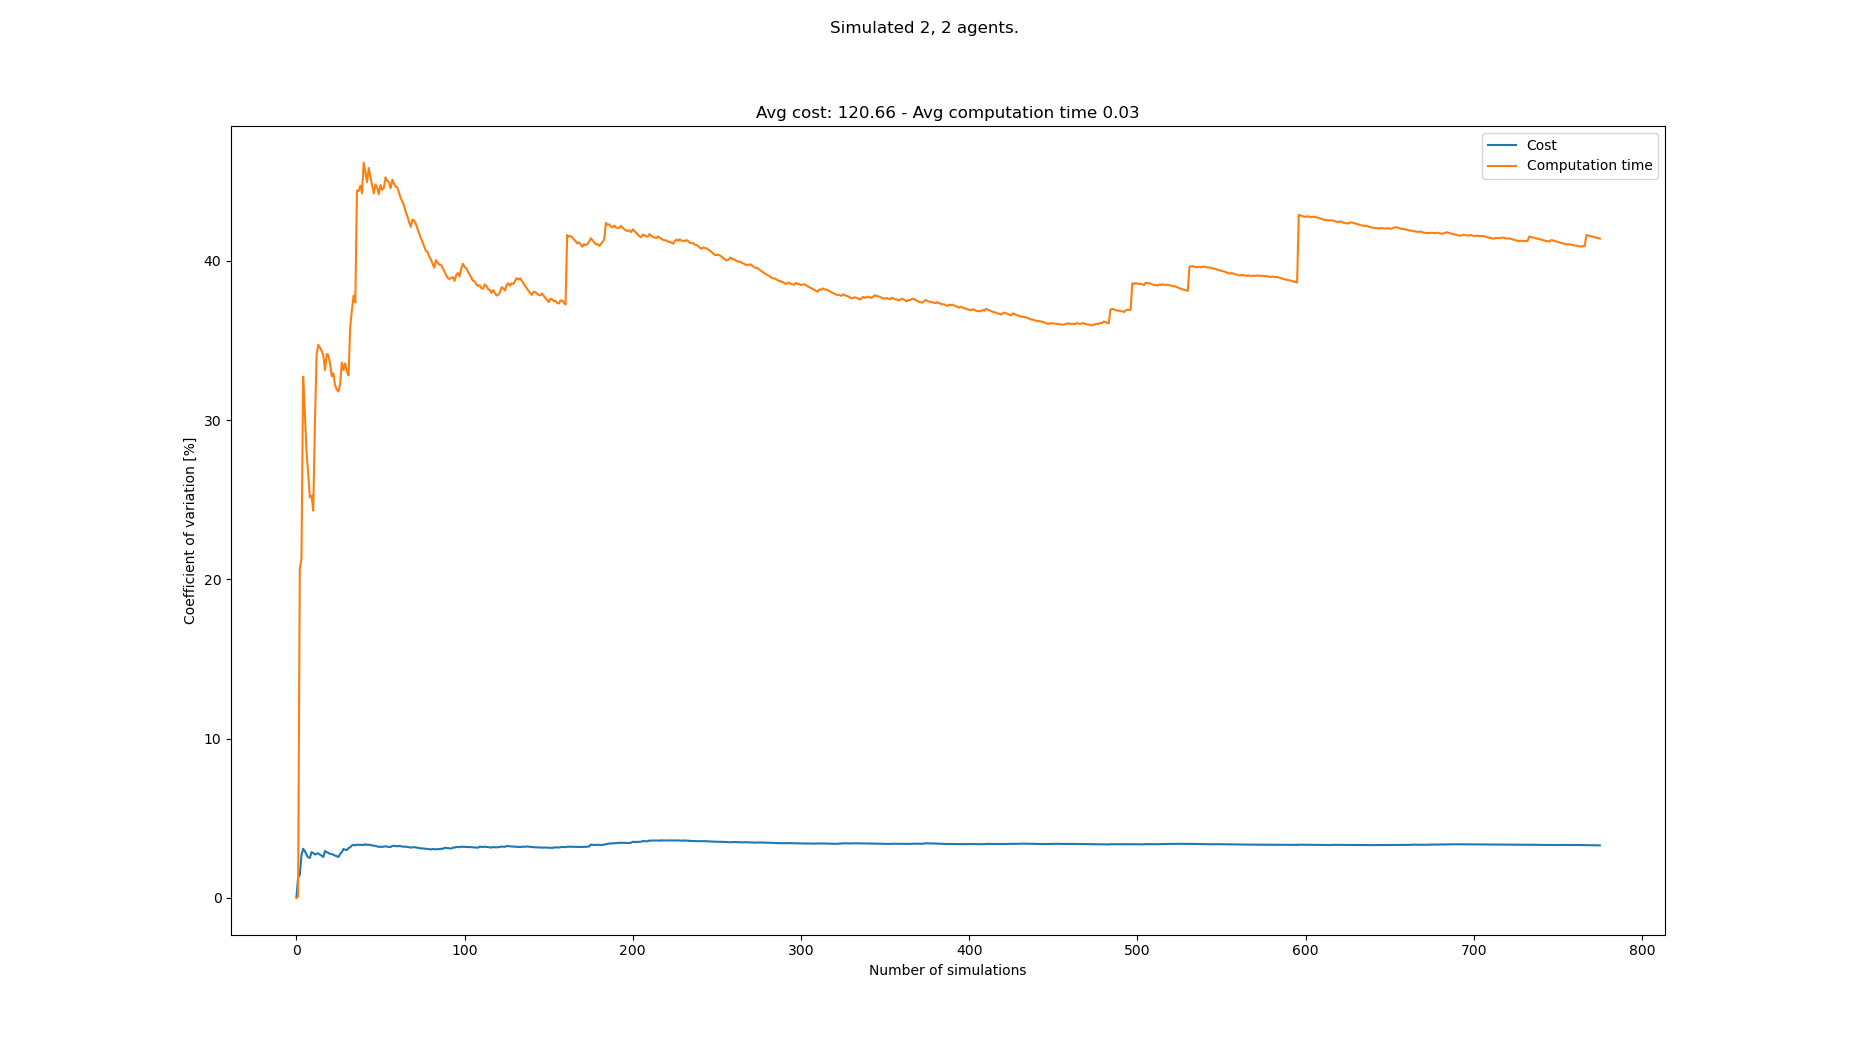 Simulated 2, 2 agents.
Avg cost: 120.66 - Avg computation time 0.03
Cost
Computation time
Coefficient of variation [%]
40
30
20
10
0
0 100 200 300 400 500 600 700 800
Number of simulations